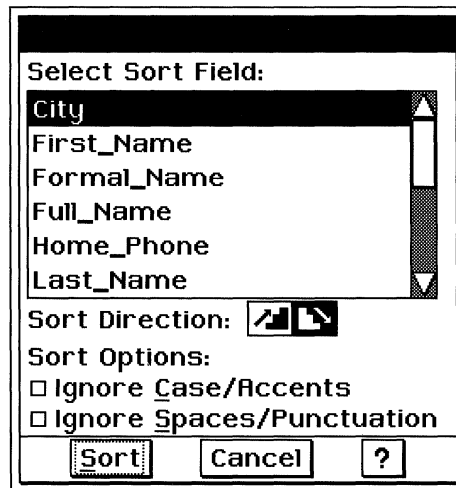 Select Sort Field:
City
First_Name
Formal_Name
Full_Name
Home_Phone
Last_Name
Sort Direction:
Sort Options:
Ignore Case/Accents
Ignore Spaces/Punctuation
Sort Cancel ?